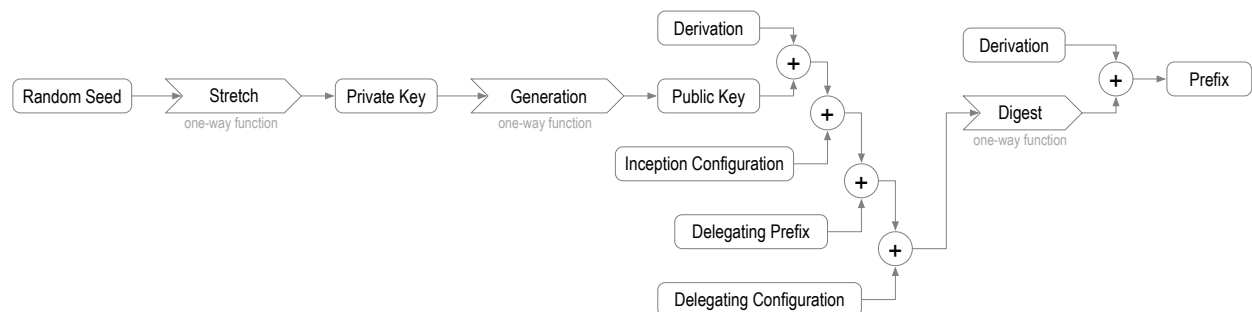 Derivation
+
Random Seed
Stretch
one-way function
Private Key
Generation
one-way function
Public Key
+
Inception Configuration
+
Delegating Prefix
+
Delegating Configuration
Derivation
+
Prefix
Digest
one-way function